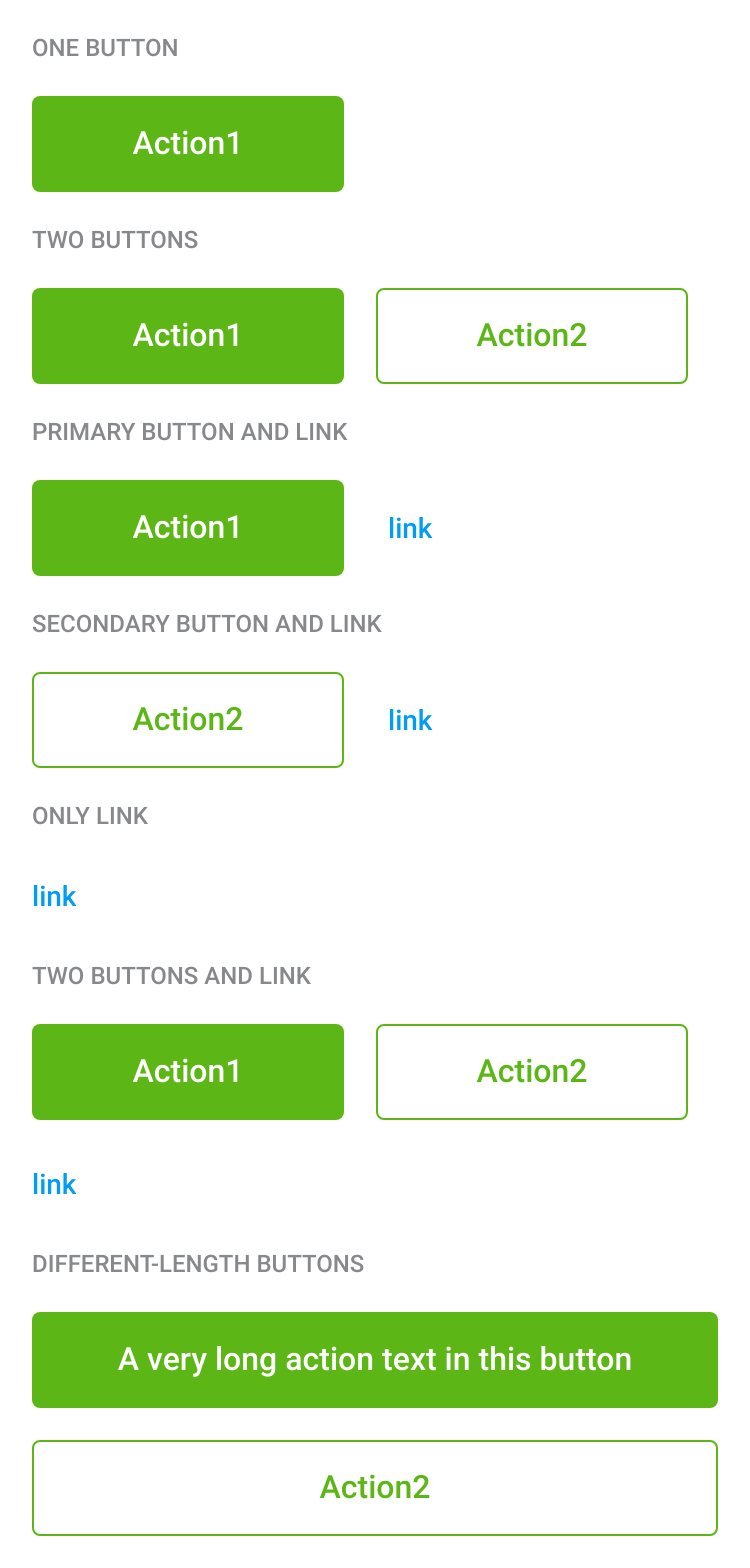 ONE BUTTON
Action1
TWO BUTTONS
Action1 Action2
PRIMARY BUTTON AND LINK
Action1 link
SECONDARY BUTTON AND LINK
Action2 link
ONLY LINK
link
TWO BUTTONS AND LINK
Action1 Action2
link
DIFFERENT-LENGTH BUTTONS
A very long action text in this button
Action2